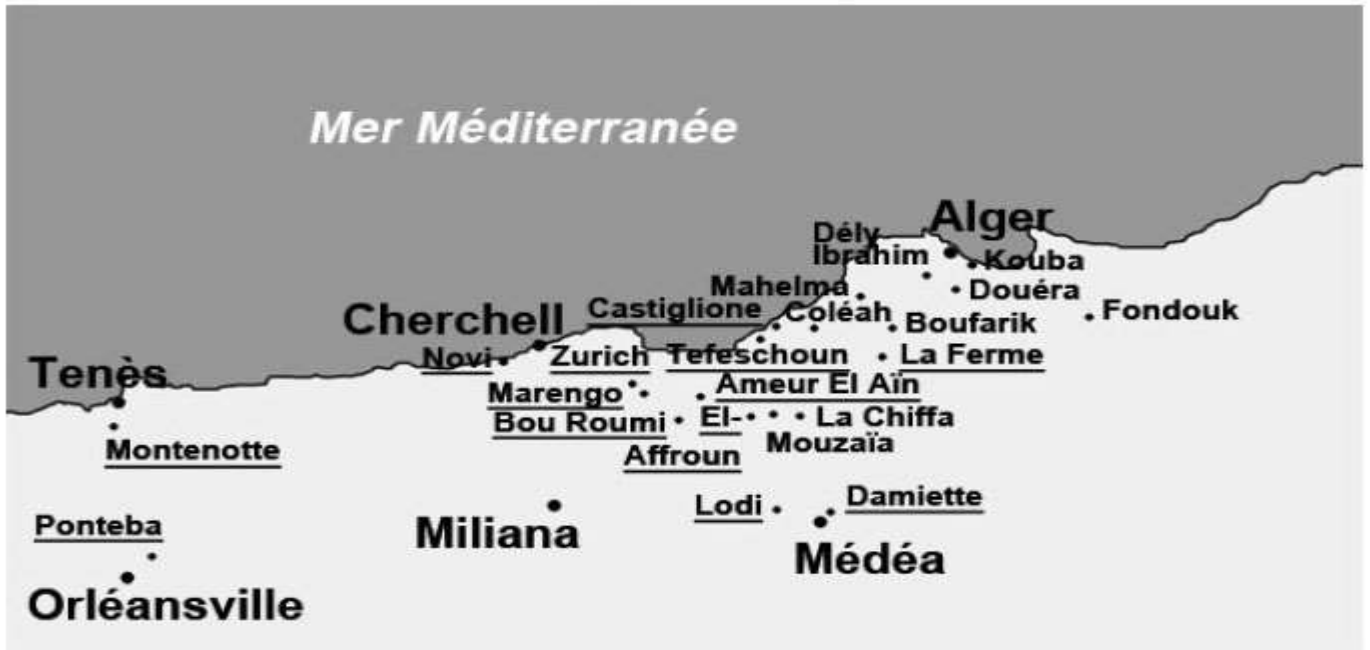 Mer Méditerranée
Alger
Dély
Ibrahim
Kouba
Mahelma
Douéra
Castiglione
Coléah
Fondouk
Cherchell
Boufarik
Novi
Zurich
Tefeschoun
La Ferme
Tenès
Marengo
Ameur El Aïn
Bou Roumi
El-
La Chiffa
Mouzaïa
Affroun
Montenotte
Lodi
Damiette
Ponteba
Miliana
Médéa
Orléansville